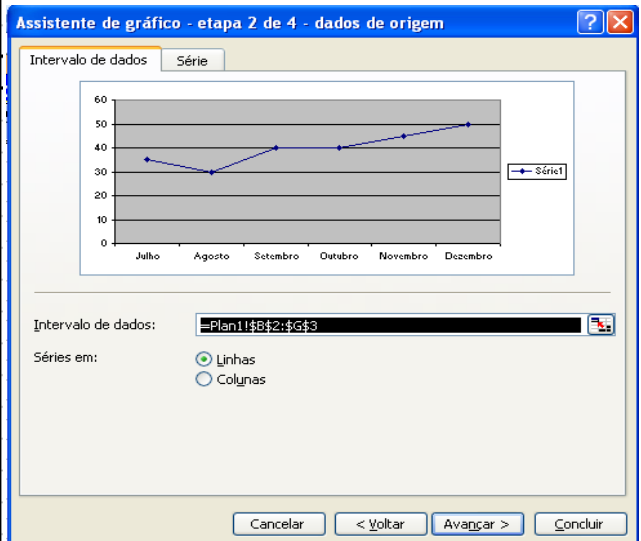 Assistente de gráfico - etapa 2 de 4 - dados de origem
Intervalo de dados Série
60
50
40
30
20
10
0
Julho Agosto Setembro Outubro Novembro Dezembro
Série1
Intervalo de dados: =Plan1!$B$2:$G$3
Séries em: Linhas
Colunas
Cancelar < Voltar Avançar > Concluir